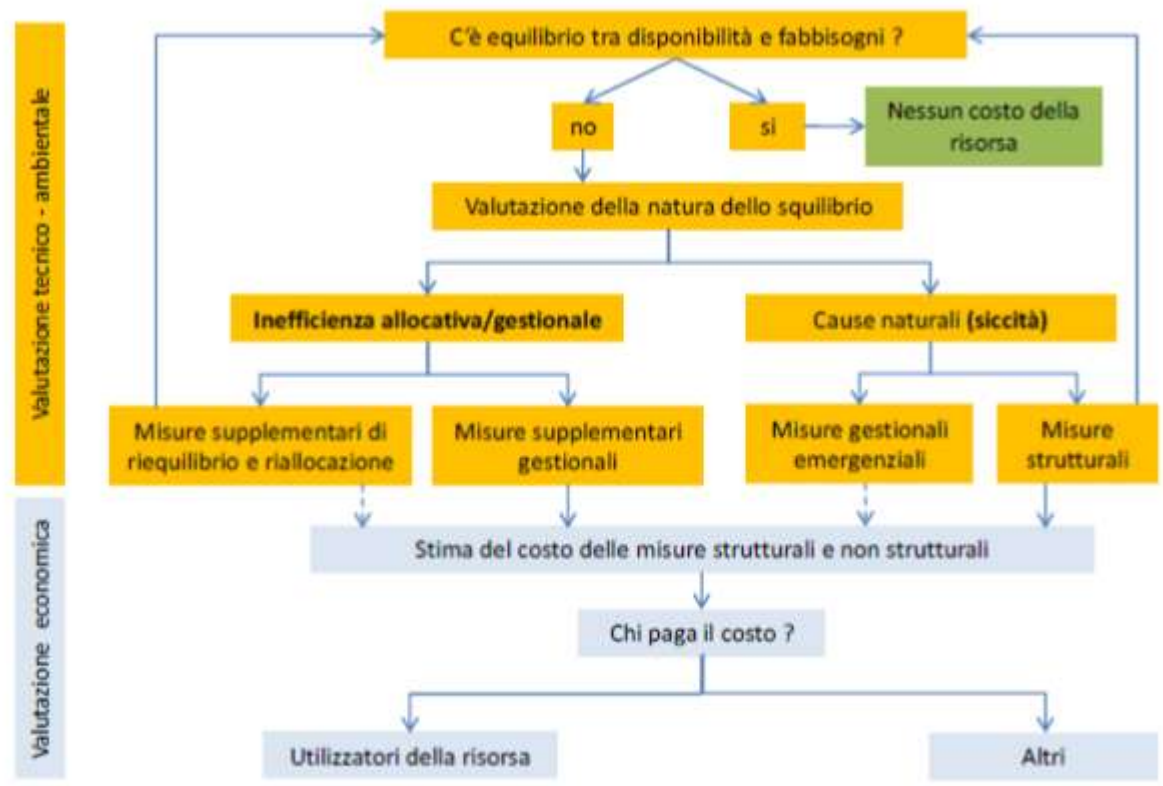 Valutazione tecnico - ambientale
C'è equilibrio tra disponibilità e fabbisogni ?
no
si
Nessun costo della
risorsa
Valutazione della natura dello squilibrio
Inefficienza allocativa/gestionale
Cause naturali (siccità)
Misure supplementari di
riequilibrio e riallocazione
Misure supplementari
gestionali
Misure gestionali
emergenziali
Misure
strutturali
Valutazione economica
Stima del costo delle misure strutturali e non strutturali
Chi paga il costo ?
Utilizzatori della risorsa
Altri